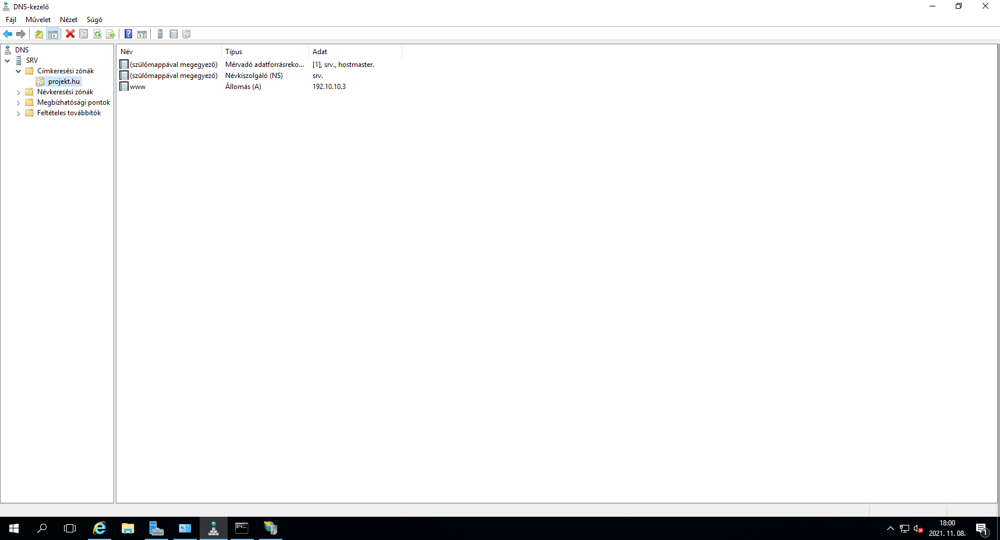 DNS-kezelő
Fájl Művelet Nézet Súgó
DNS
SRV
Címkeresési zónák
projekt.hu
Névkeresési zónák
Megbízhatósági pontok
Feltételes továbbítók
Név Típus Adat
(szülőmappával megegyező) Mérvadó adatforrásreko... [1], srv., hostmaster.
(szülőmappával megegyező) Névkiszolgáló (NS) srv.
www Állomás (A) 192.10.10.3
18:00
2021. 11. 08.
1